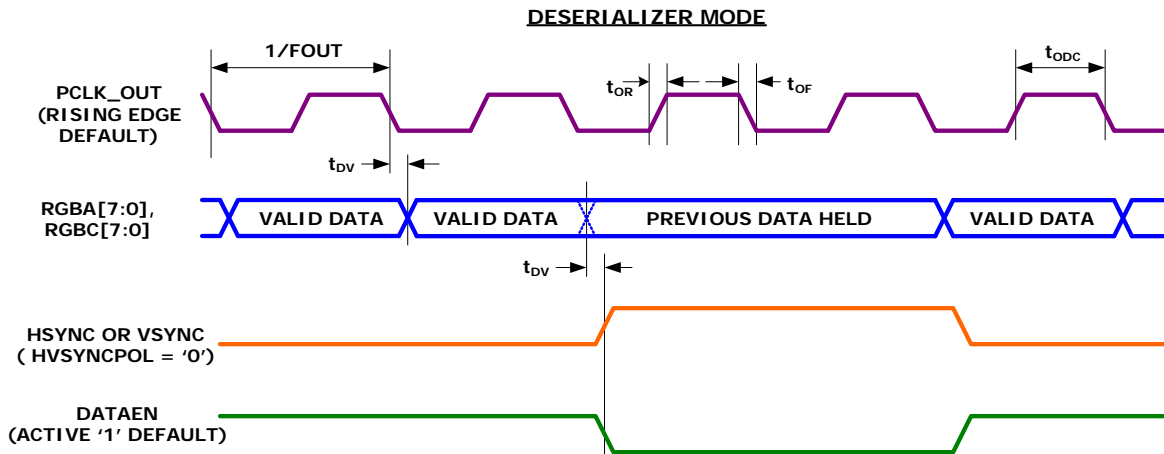 DESERIALIZER MODE
1/FOUT
tODC
PCLK_OUT
(RISING EDGE
DEFAULT)
tOR
tOF
tDV
RGBA[7:0],
RGBC[7:0]
VALID DATA
VALID DATA
PREVIOUS DATA HELD
VALID DATA
tDV
HSYNC OR VSYNC
( HVSYNCPOL = ‘0’)
DATAEN
(ACTIVE ‘1’ DEFAULT)